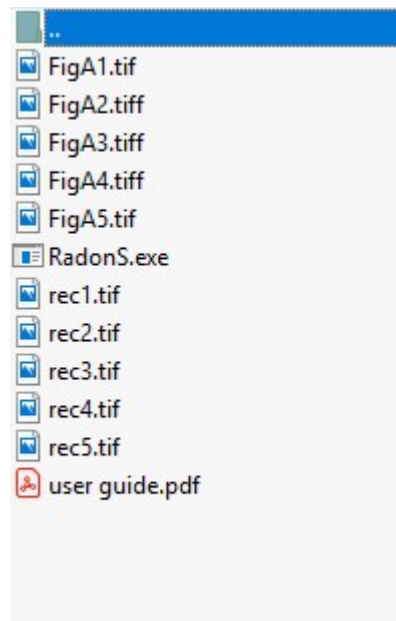 ..
FigA1.tif
FigA2.tiff
FigA3.tiff
FigA4.tiff
FigA5.tif
RadonS.exe
rec1.tif
rec2.tif
rec3.tif
rec4.tif
rec5.tif
user guide.pdf